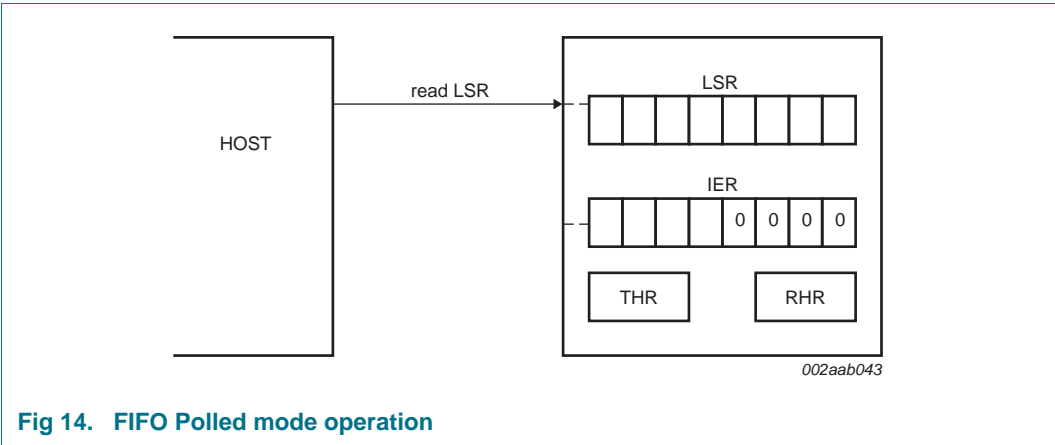 read LSR
HOST
LSR
IER
0 0 0 0
THR RHR
002aab043
Fig 14. FIFO Polled mode operation